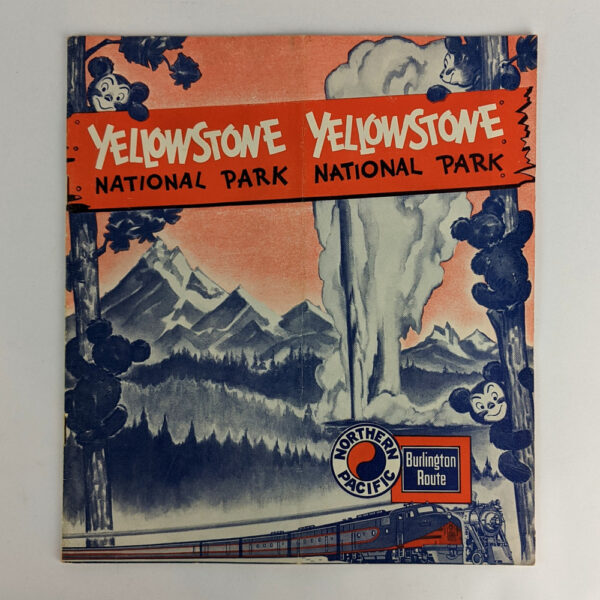 YELLOWSTONE
NATIONAL PARK
YELLOWSTONE
NATIONAL PARK
NORTHERN
PACIFIC
Burlington
Route